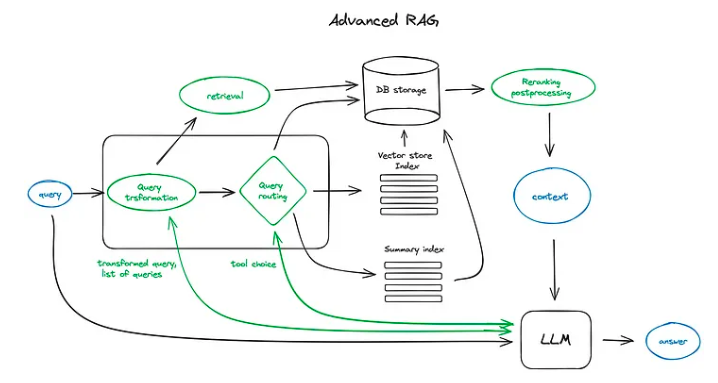 Advanced RAG
retrieval
DB storage
Reranking
postprocessing
query
Query
trsformation
Query
routing
Vector store
Index
context
Summary index
transformed query,
list of queries
tool choice
LLM
answer